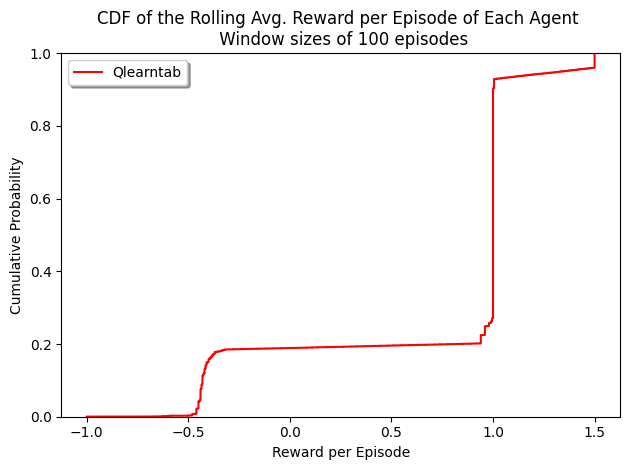 CDF of the Rolling Avg. Reward per Episode of Each Agent
Window sizes of 100 episodes
Qlearntab
1.0
0.8
0.6
0.4
0.2
0.0
Cumulative Probability
−1.0 −0.5 0.0 0.5 1.0 1.5
Reward per Episode